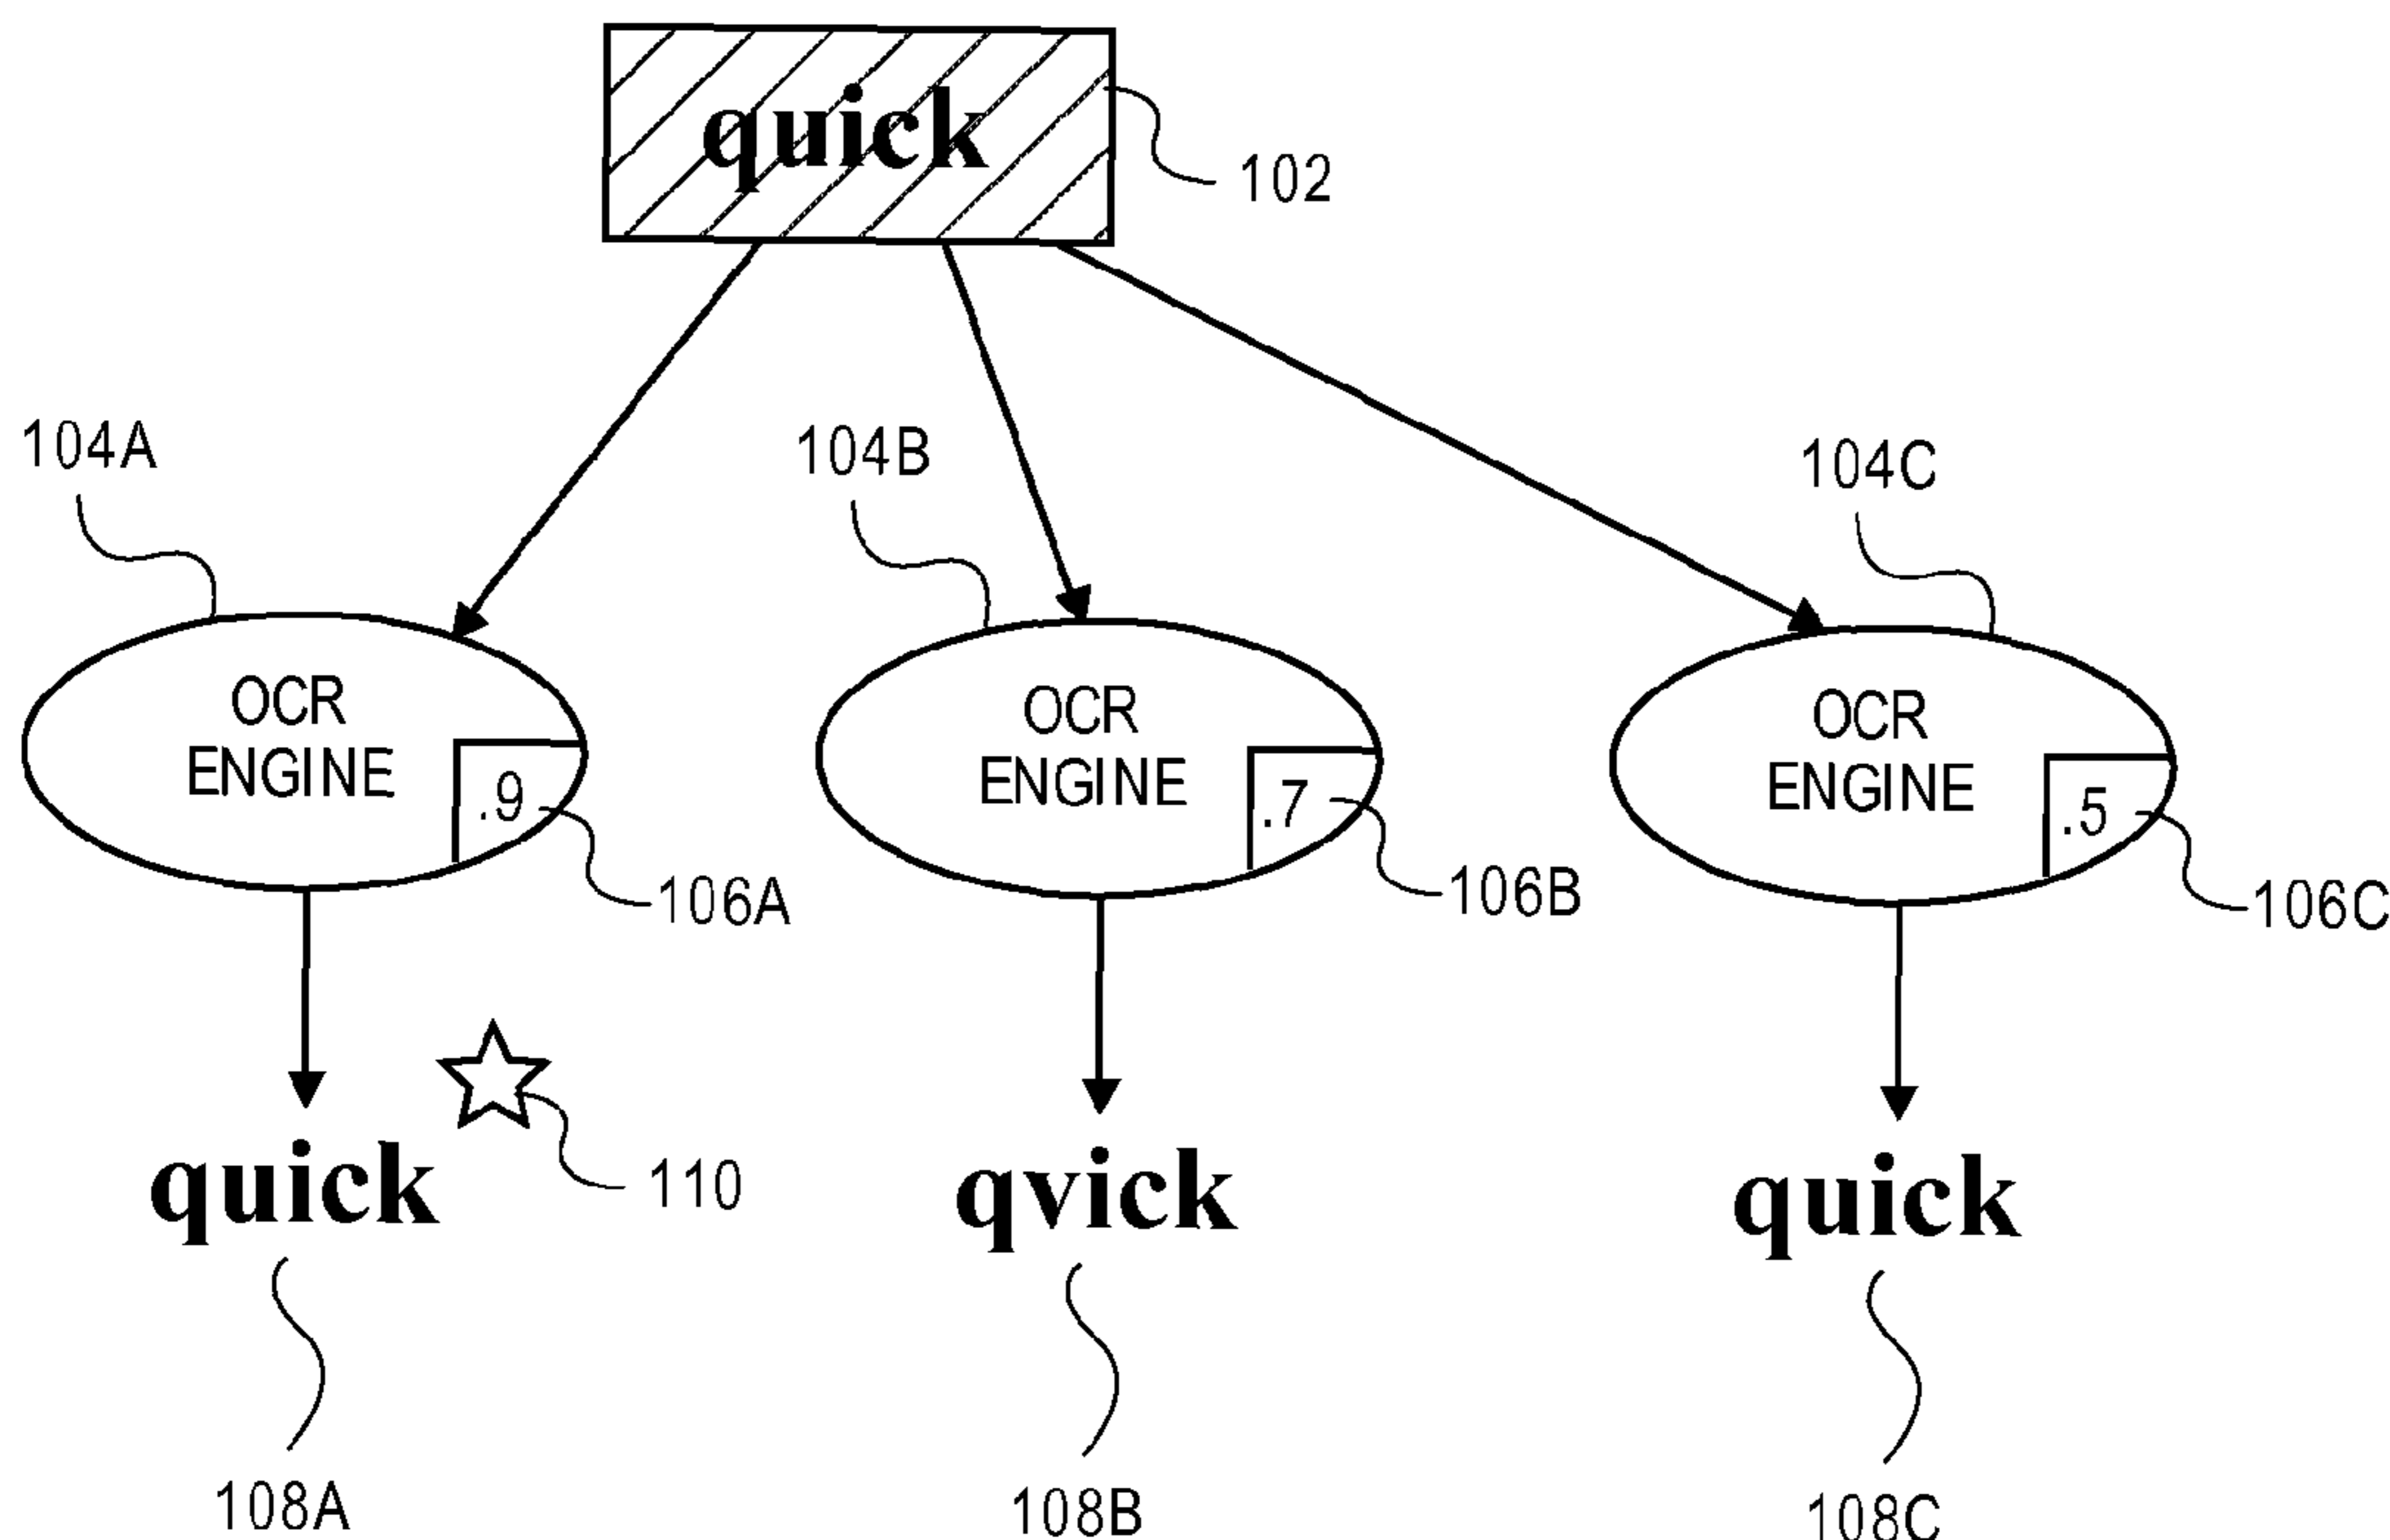 quick
102
104A
104B
104C
OCR
ENGINE
.9
106A
OCR
ENGINE
.7
106B
OCR
ENGINE
.5
106C
110
quick
qvick
quick
108A
108B
108C